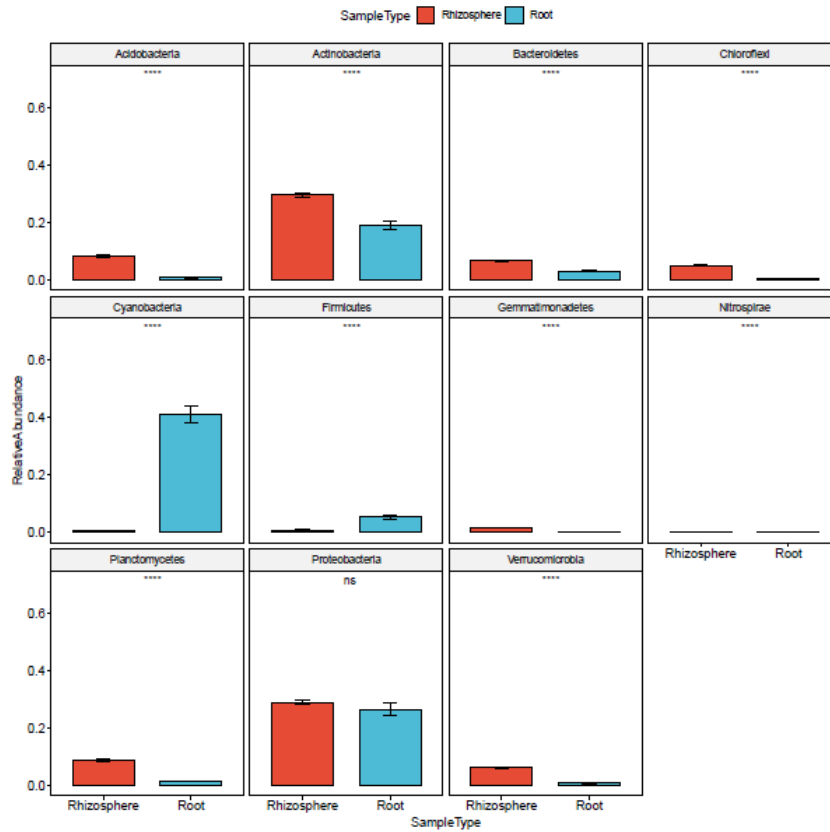 SampleType Rhizosphere Root
Acidobacteria Actinobacteria Bacteroidetes Chloroflexi
**** **** **** ****
0.6
0.4
0.2
0.0
Cyanobacteria Firmicutes Gemmatimonadetes Nitrospirae
**** **** **** ****
0.6
0.4
0.2
0.0
RelativeAbundance
Rhizosphere Root
Planctomycetes Proteobacteria Verrucomicrobia
**** ns ****
0.6
0.4
0.2
0.0
Rhizosphere Root Rhizosphere Root Rhizosphere Root
SampleType